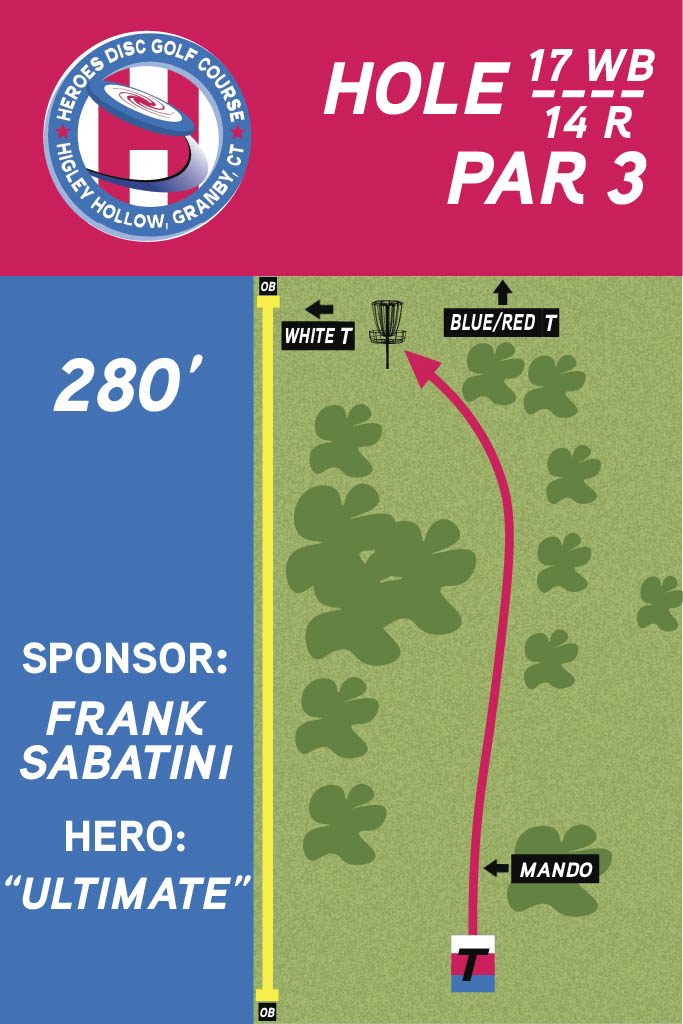 HEROES DISC GOLF COURSE
HIGLEY HOLLOW, GRANBY, CT
H
HOLE 17 WB
14 R
PAR 3
OB
WHITE T
BLUE/RED T
280'
SPONSOR:
FRANK
SABATINI
HERO:
"ULTIMATE"
MANDO
T
OB